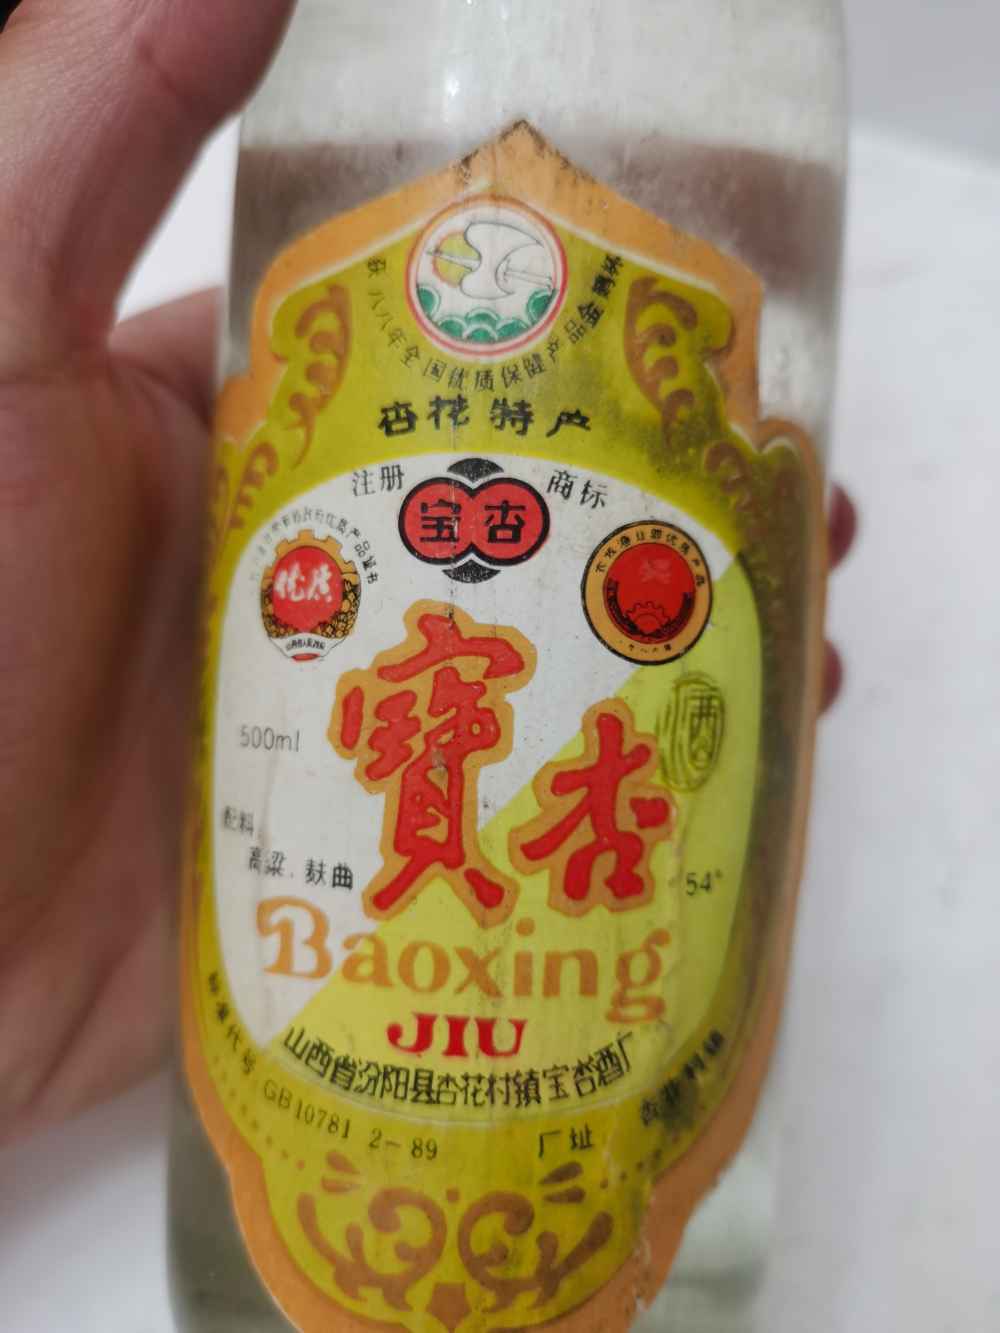 获八八年全国优质保健产品金鹤杯
杏花特产
注册
商标
宝杏
优质
500ml
寶杏
酒
配料:
高粱、麸曲
54°
Baoxing
JIU
山西省汾阳县杏花村镇宝杏酒厂
标准代号 GB10781 2-89
厂址